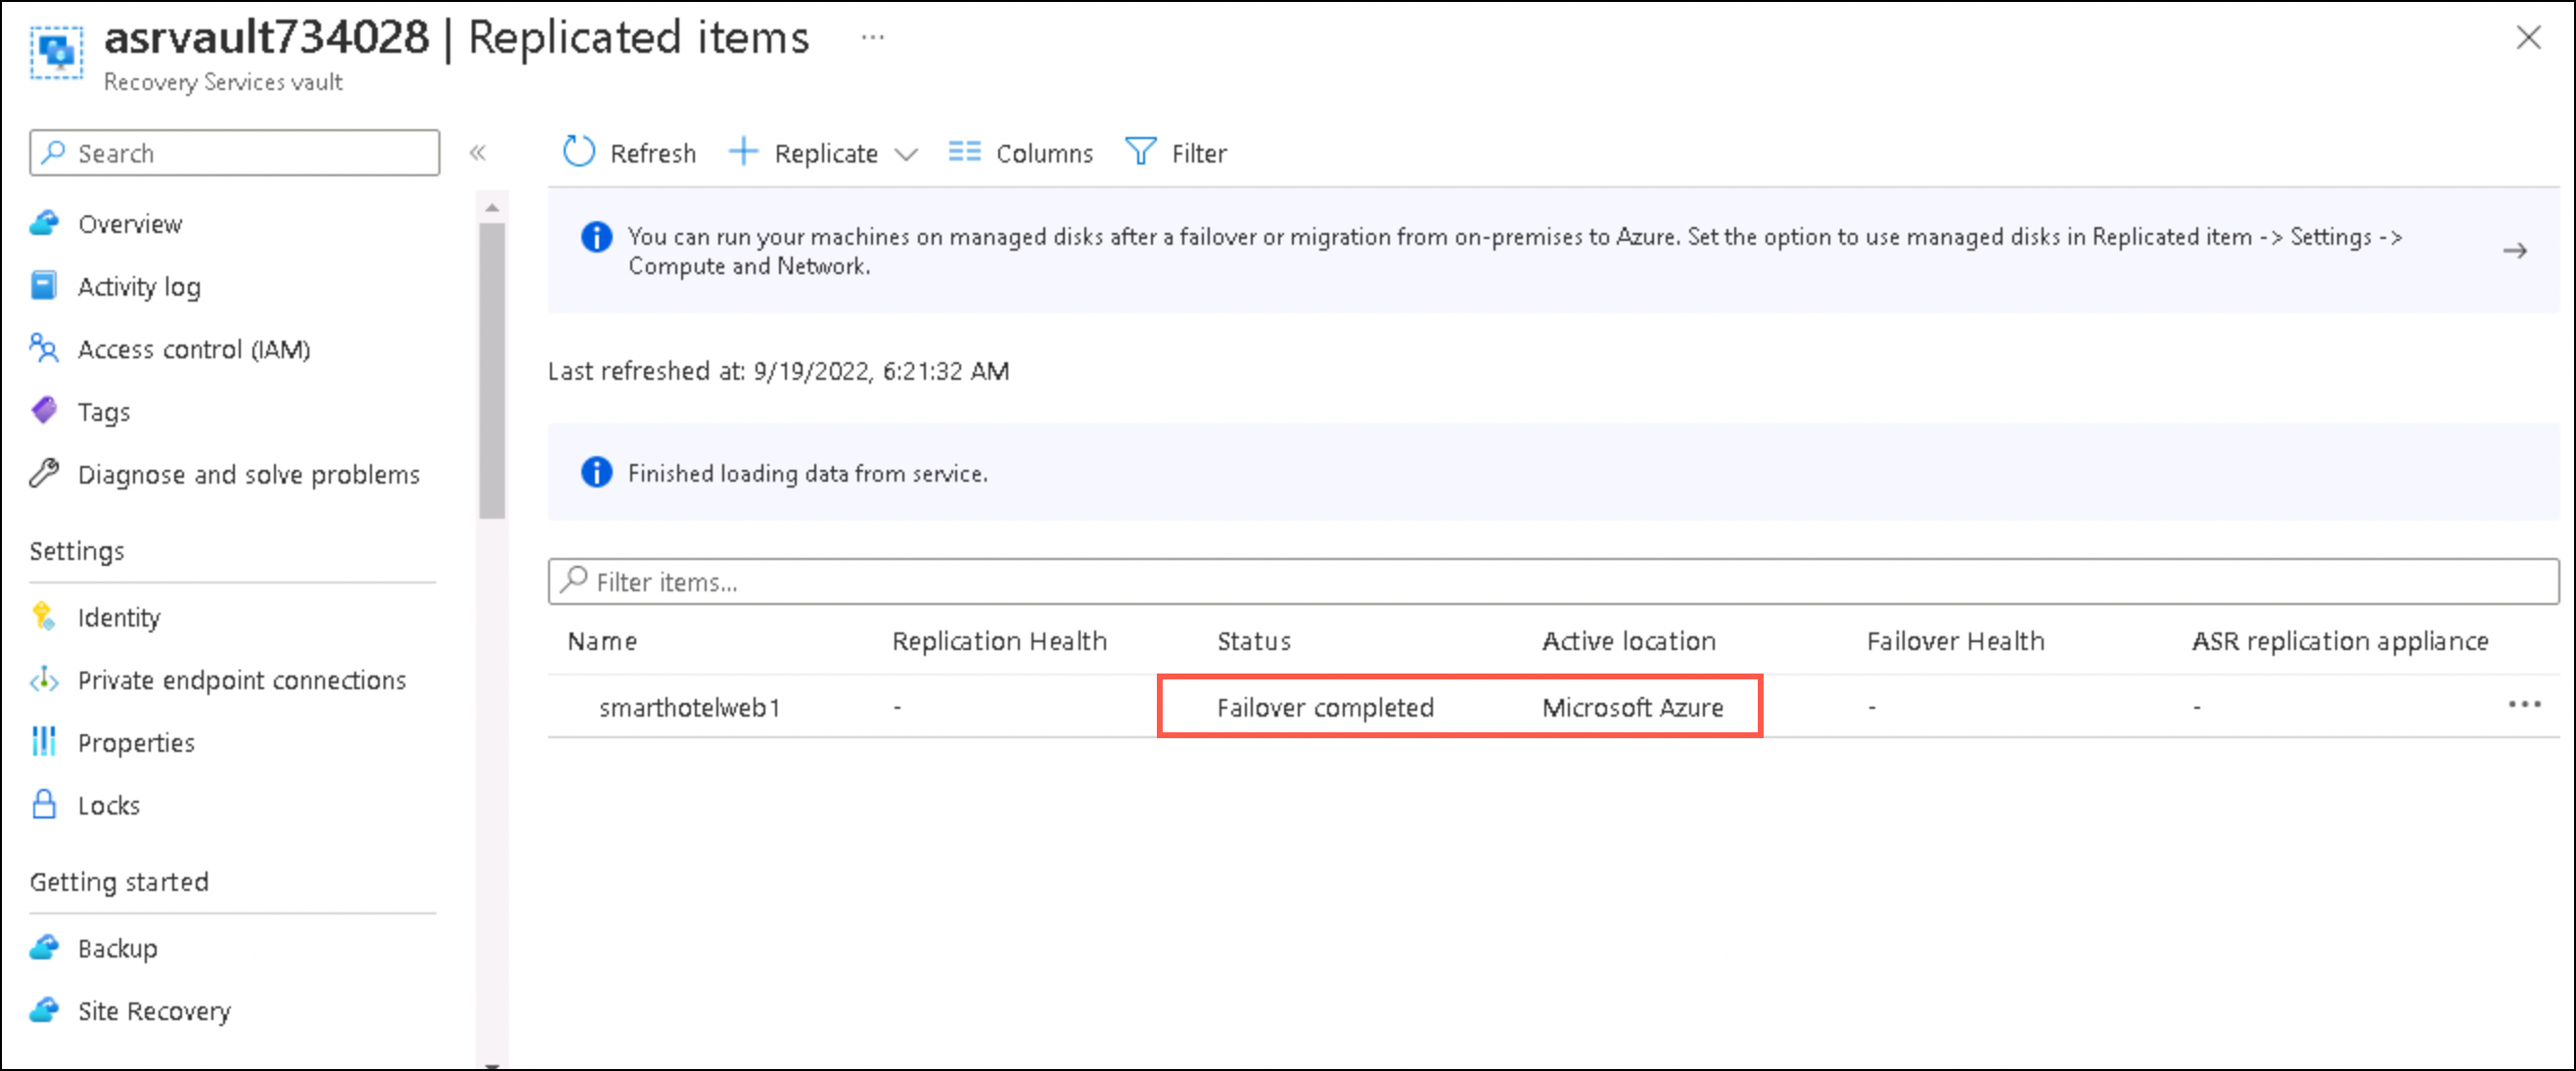 asrvault734028 | Replicated items ...
Recovery Services vault
Search
«
Overview
Activity log
Access control (IAM)
Tags
Diagnose and solve problems
Settings
Identity
Private endpoint connections
Properties
Locks
Getting started
Backup
Site Recovery
Refresh Replicate Columns Filter
You can run your machines on managed disks after a failover or migration from on-premises to Azure. Set the option to use managed disks in Replicated item -> Settings ->
Compute and Network.
Last refreshed at: 9/19/2022, 6:21:32 AM
Finished loading data from service.
Filter items...
Name Replication Health Status Active location Failover Health ASR replication appliance
smarthotelweb1 - Failover completed Microsoft Azure - - ...